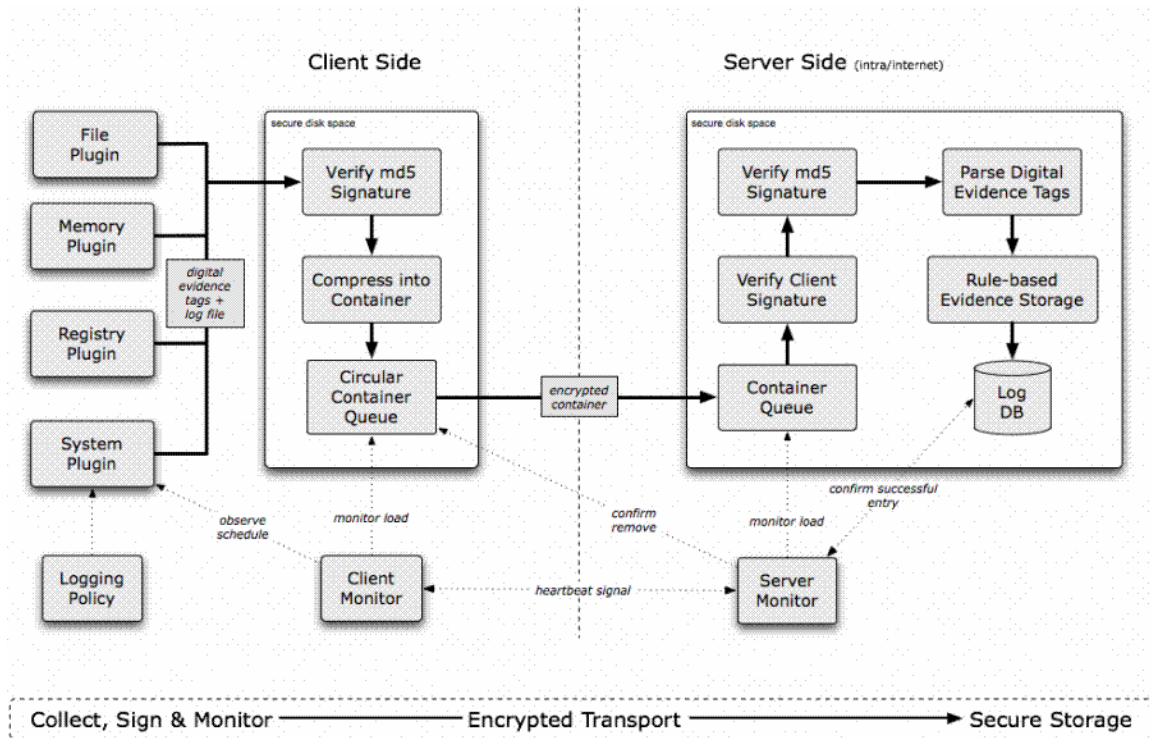 Client Side
Server Side (intra/internet)
File
Plugin
Memory
Plugin
Registry
Plugin
System
Plugin
digital
evidence
tags +
log file
secure disk space
Verify md5
Signature
Compress into
Container
Circular
Container
Queue
encrypted
container
secure disk space
Verify md5
Signature
Parse Digital
Evidence Tags
Verify Client
Signature
Rule-based
Evidence Storage
Container
Queue
Log
DB
observe
schedule
monitor load
confirm
remove
monitor load
confirm successful
entry
Logging
Policy
Client
Monitor
heartbeat signal
Server
Monitor
Collect, Sign & Monitor
Encrypted Transport
Secure Storage